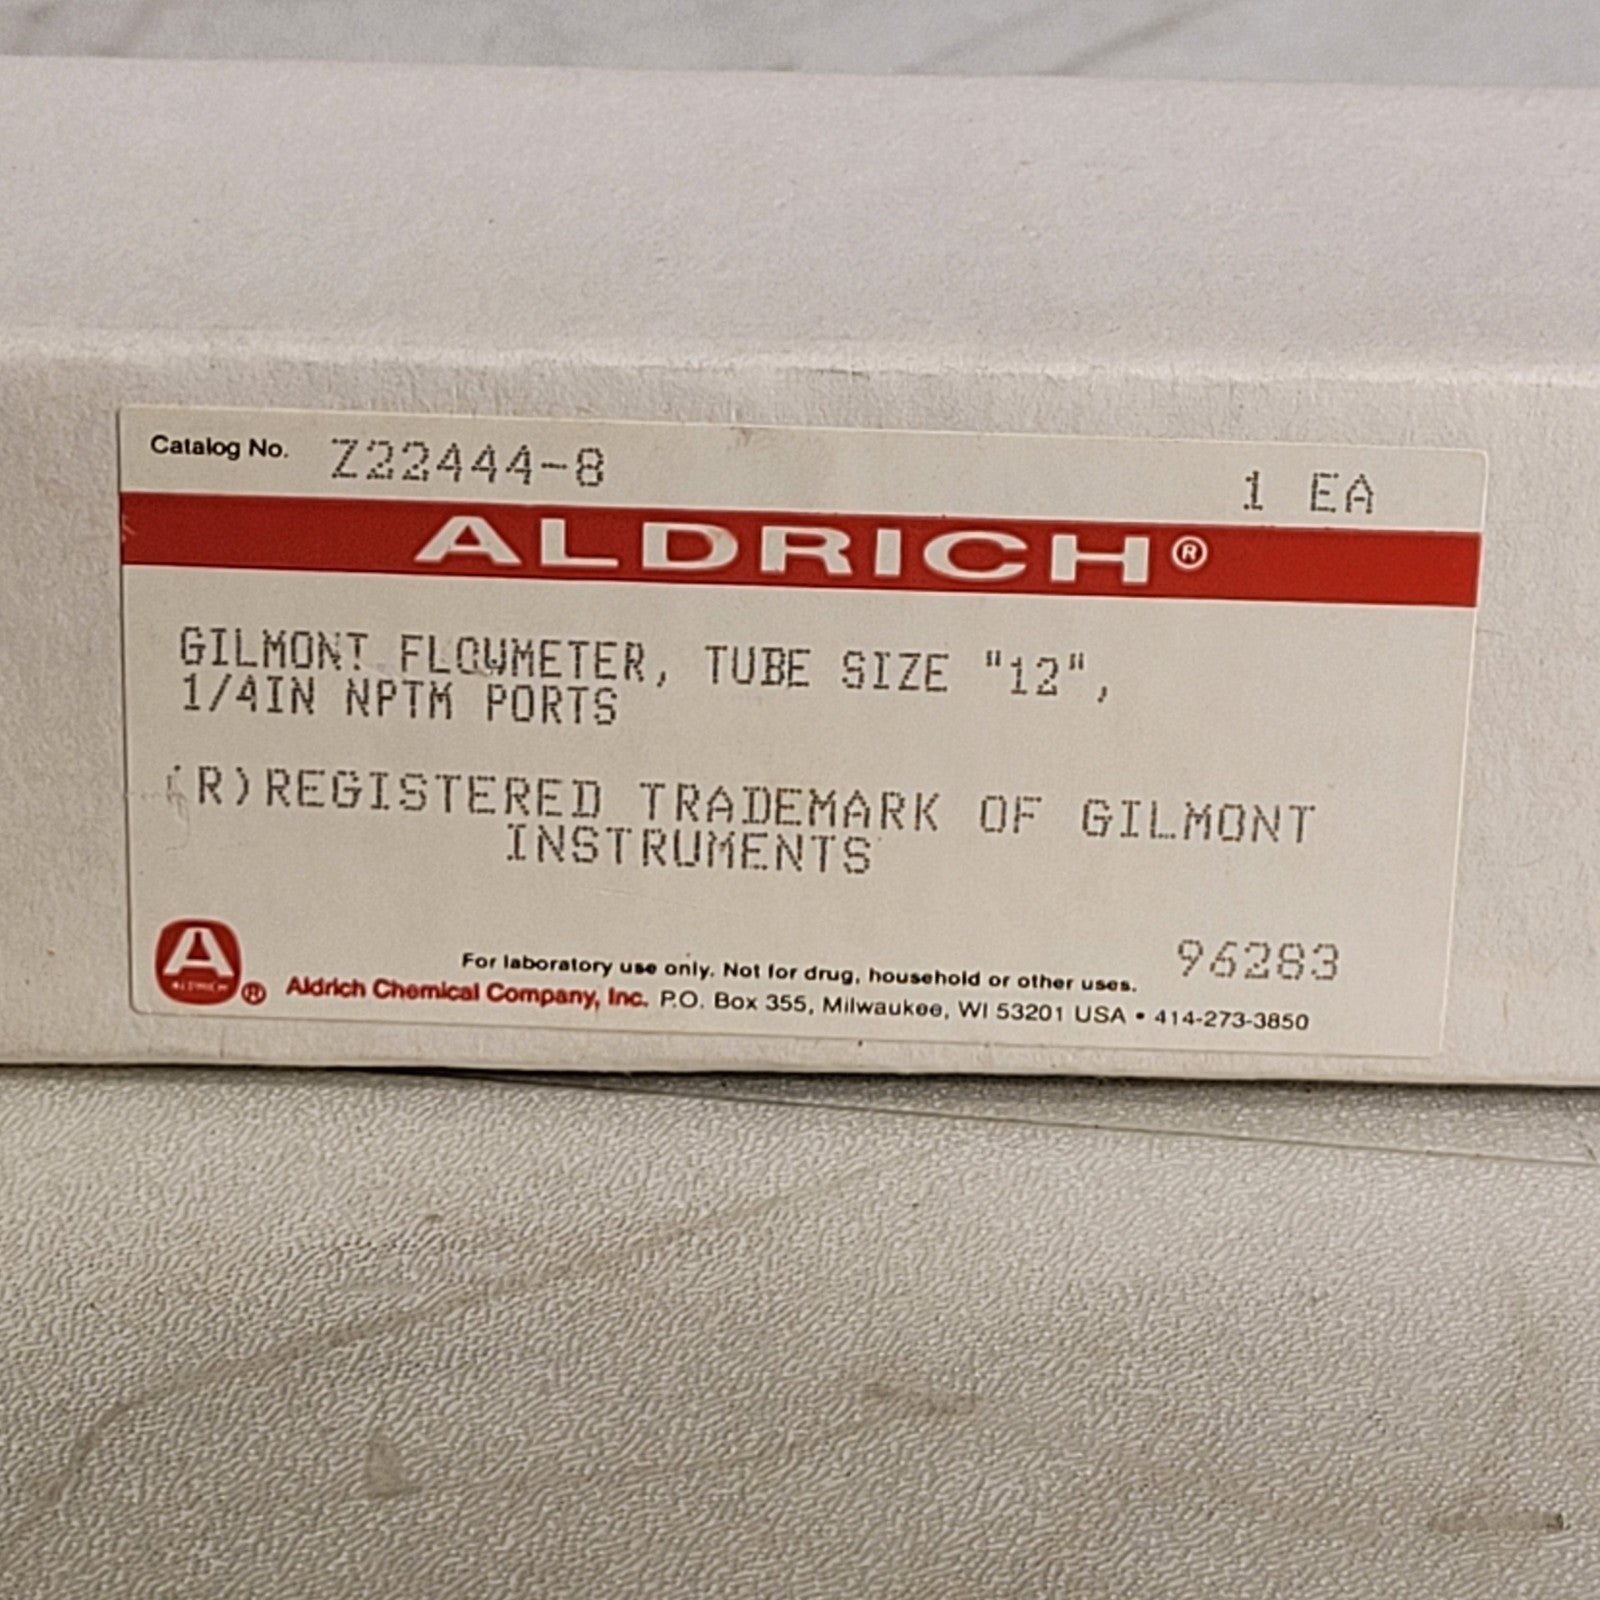 Catalog No. Z22444-8 1 EA
ALDRICH®
GILMONT FLOWMETER, TUBE SIZE "12",
1/4IN NPTM PORTS
(R)REGISTERED TRADEMARK OF GILMONT
INSTRUMENTS
96283
For laboratory use only. Not for drug, household or other uses.
A ALDRICH ® Aldrich Chemical Company, Inc. P.O. Box 355, Milwaukee, WI 53201 USA • 414-273-3850